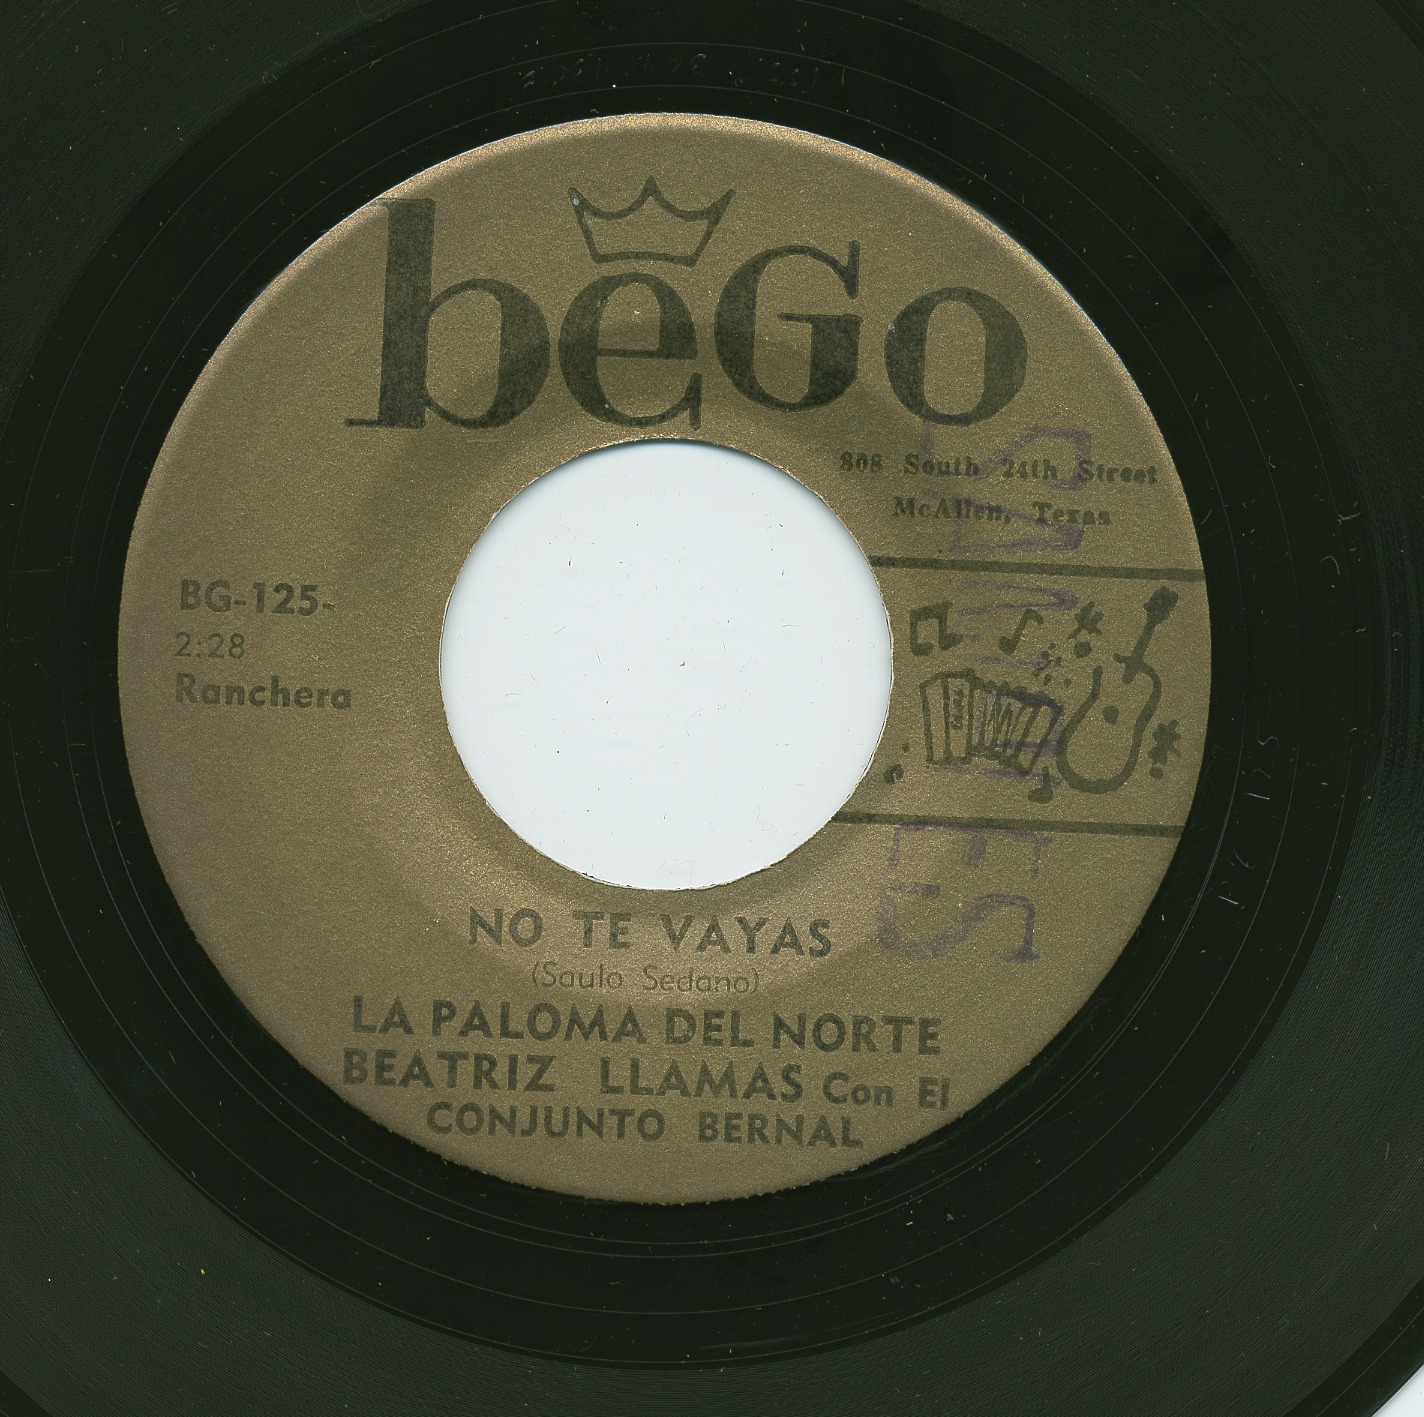 beGo
808 South 24th Street
McAllen, Texas
BG-125-
2:28
Ranchera
NO TE VAYAS
(Saulo Sedano)
LA PALOMA DEL NORTE
BEATRIZ LLAMAS Con El
CONJUNTO BERNAL